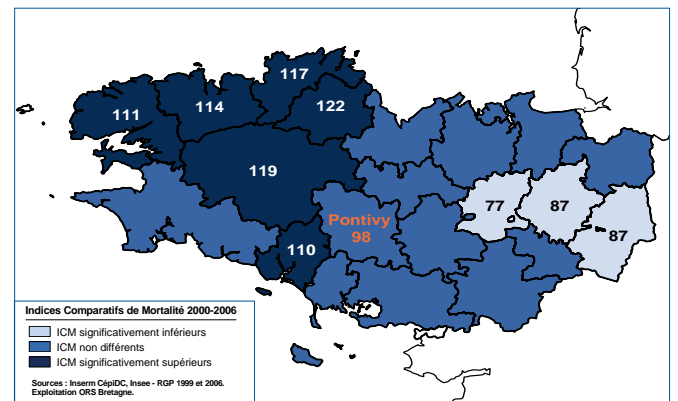 117
114
122
111
119
77
87
Pontivy
98
87
110
Indices Comparatifs de Mortalité 2000-2006
ICM significativement inférieurs
ICM non différents
ICM significativement supérieurs
Sources : Inserm CépiDC, Insee - RGP 1999 et 2006.
Exploitation ORS Bretagne.